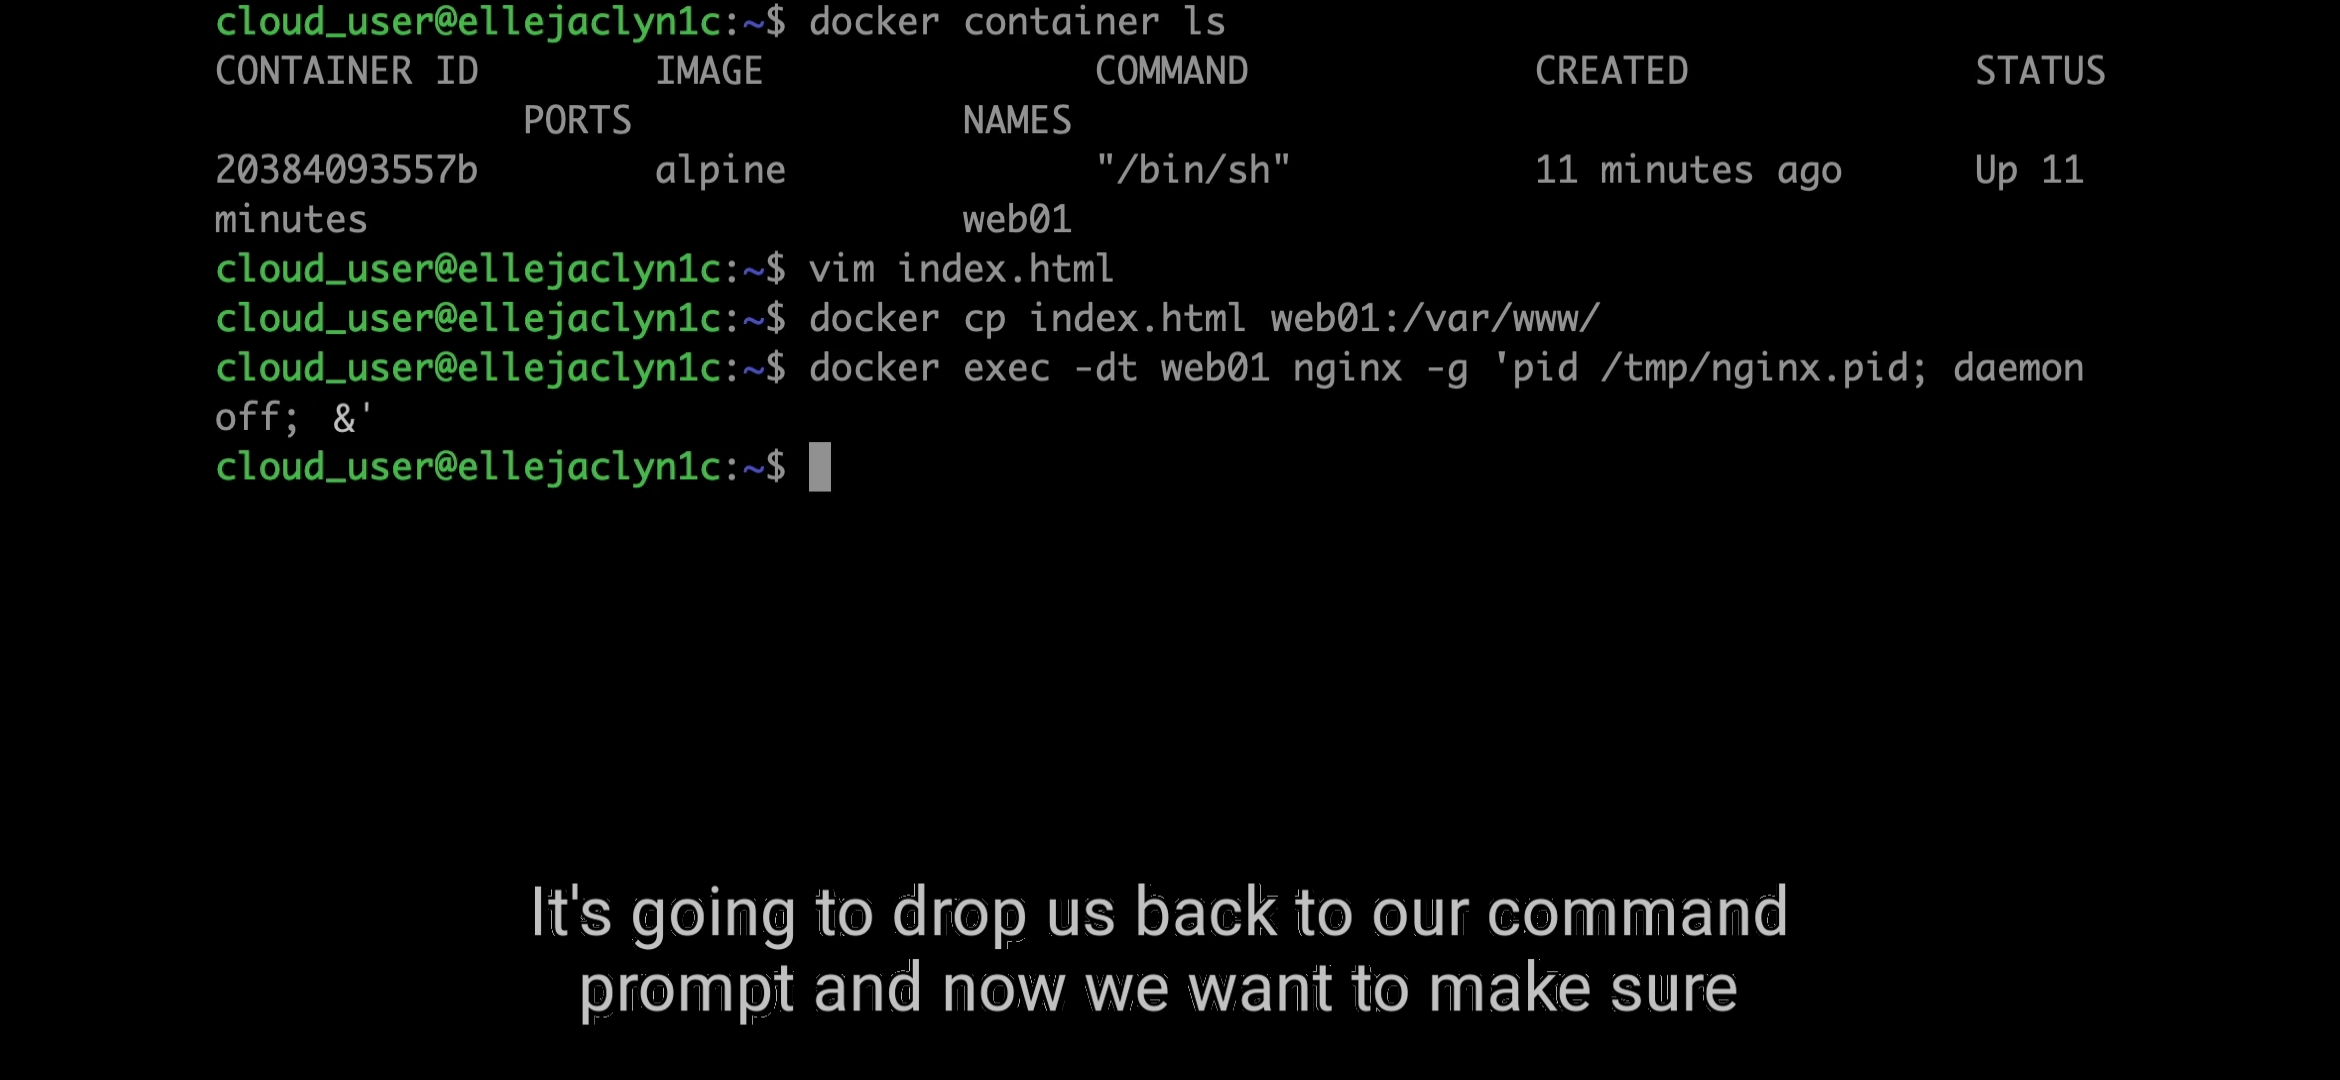 cloud_user@ellejaclyn1c:~$ docker container ls
CONTAINER ID        IMAGE               COMMAND             CREATED             STATUS
              PORTS               NAMES
20384093557b        alpine              "/bin/sh"           11 minutes ago      Up 11
minutes                           web01
cloud_user@ellejaclyn1c:~$ vim index.html
cloud_user@ellejaclyn1c:~$ docker cp index.html web01:/var/www/
cloud_user@ellejaclyn1c:~$ docker exec -dt web01 nginx -g 'pid /tmp/nginx.pid; daemon
off; &'
cloud_user@ellejaclyn1c:~$
It's going to drop us back to our command
prompt and now we want to make sure